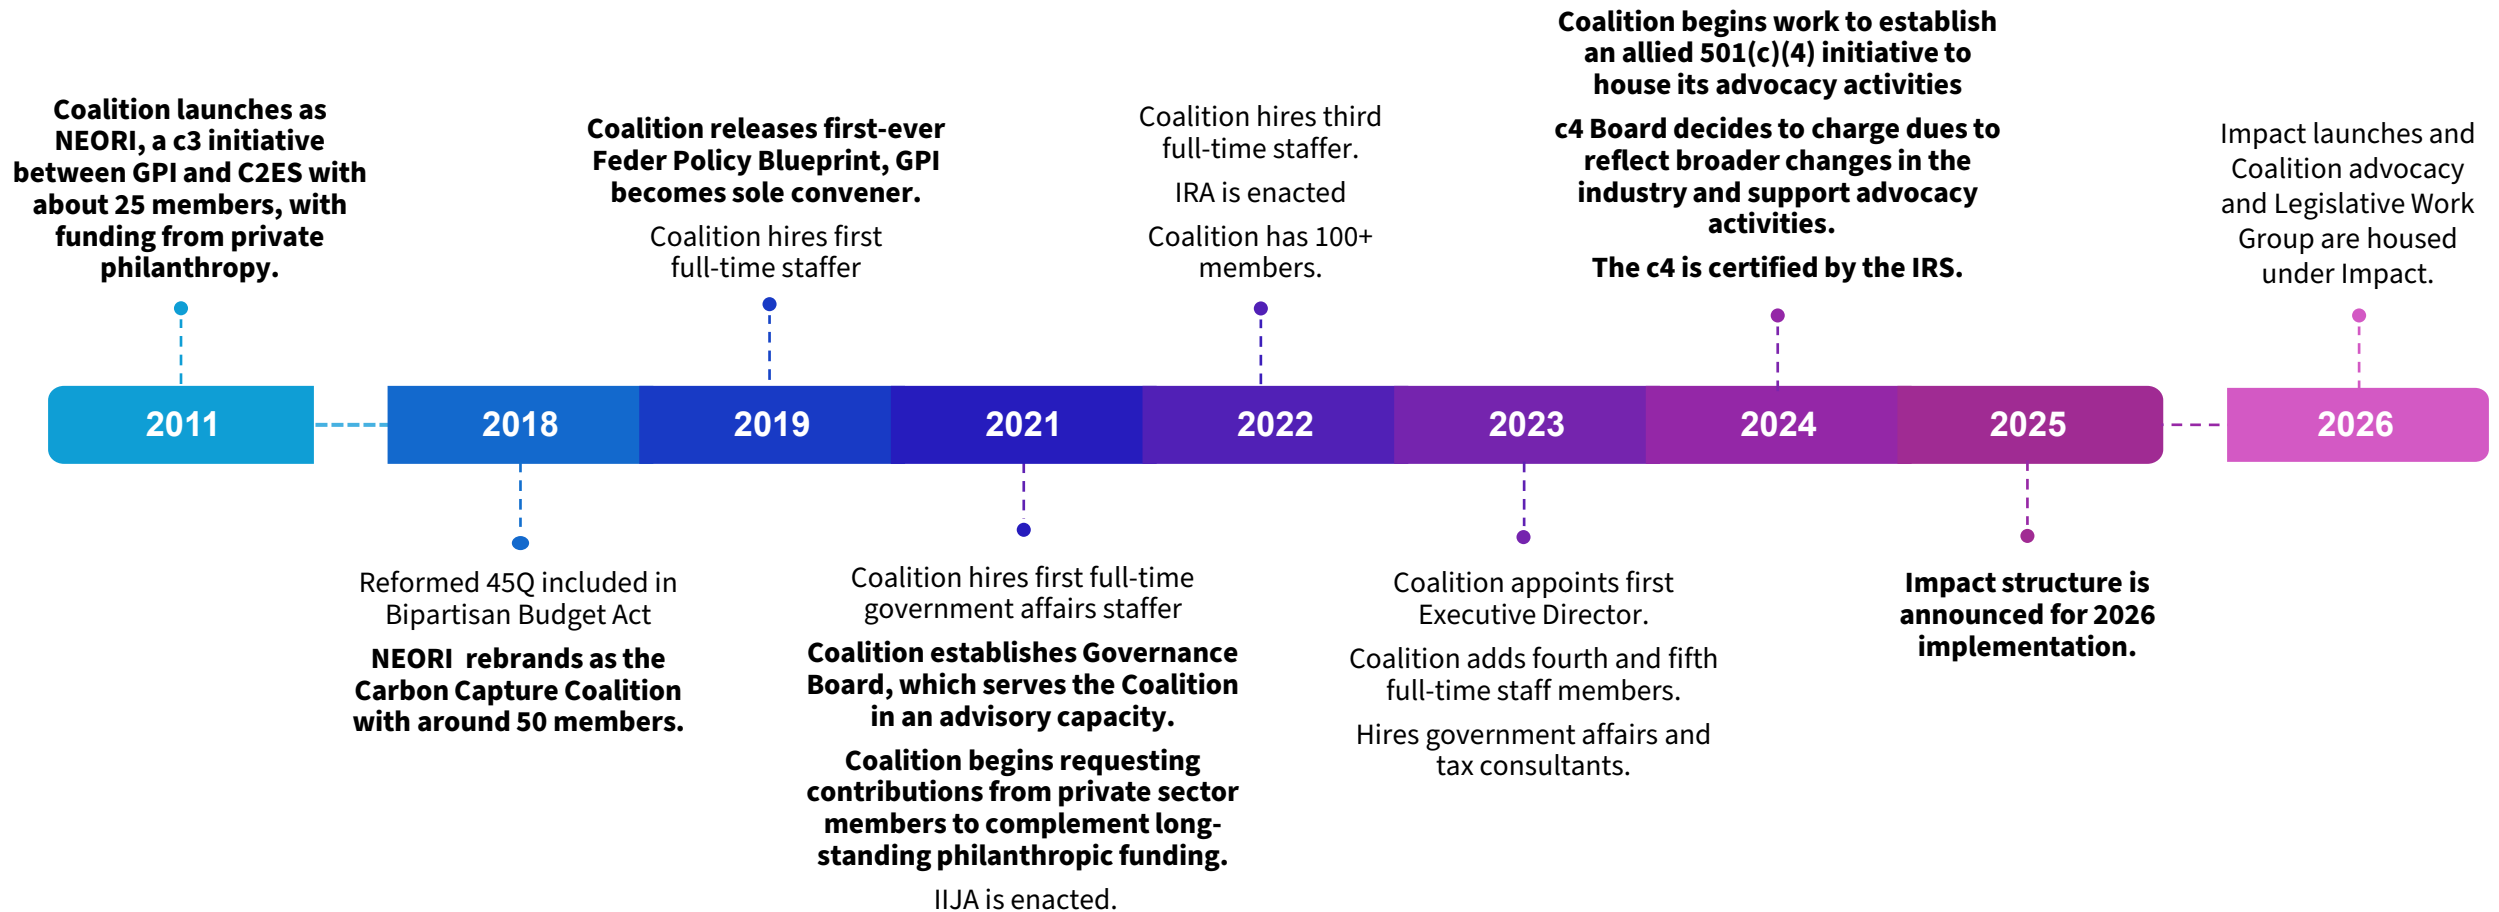 Coalition launches as
NEORI, a c3 initiative
between GPI and C2ES with
about 25 members, with
funding from private
philanthropy.
Coalition releases first-ever
Feder Policy Blueprint, GPI
becomes sole convener.
Coalition hires first
full-time staffer
Coalition hires third
full-time staffer.
IRA is enacted
Coalition has 100+
members.
Coalition begins work to establish
an allied 501(c)(4) initiative to
house its advocacy activities
c4 Board decides to charge dues to
reflect broader changes in the
industry and support advocacy
activities.
The c4 is certified by the IRS.
Impact launches and
Coalition advocacy
and Legislative Work
Group are housed
under Impact.
2011
2018
2019
2021
2022
2023
2024
2025
2026
Reformed 45Q included in
Bipartisan Budget Act
NEORI  rebrands as the
Carbon Capture Coalition
with around 50 members.
Coalition hires first full-time
government affairs staffer
Coalition establishes Governance
Board, which serves the Coalition
in an advisory capacity.
Coalition begins requesting
contributions from private sector
members to complement long-
standing philanthropic funding.
IIJA is enacted.
Coalition appoints first
Executive Director.
Coalition adds fourth and fifth
full-time staff members.
Hires government affairs and
tax consultants.
Impact structure is
announced for 2026
implementation.